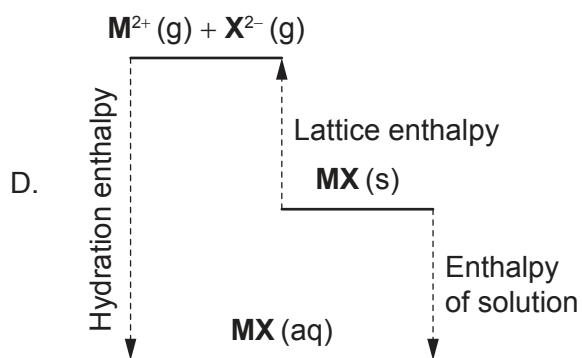 M²⁺ (g) + X²⁻ (g)
Hydration enthalpy
Lattice enthalpy
D.
MX (s)
Enthalpy
of solution
MX (aq)